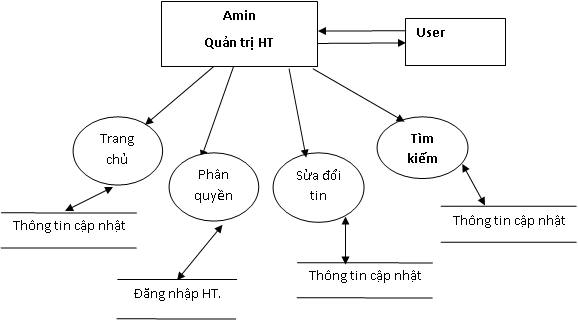 Amin
Quản trị HT
User
Trang
chủ
Phân
quyền
Sửa đổi
tin
Tìm
kiếm
Thông tin cập nhật
Đăng nhập HT.
Thông tin cập nhật
Thông tin cập nhật